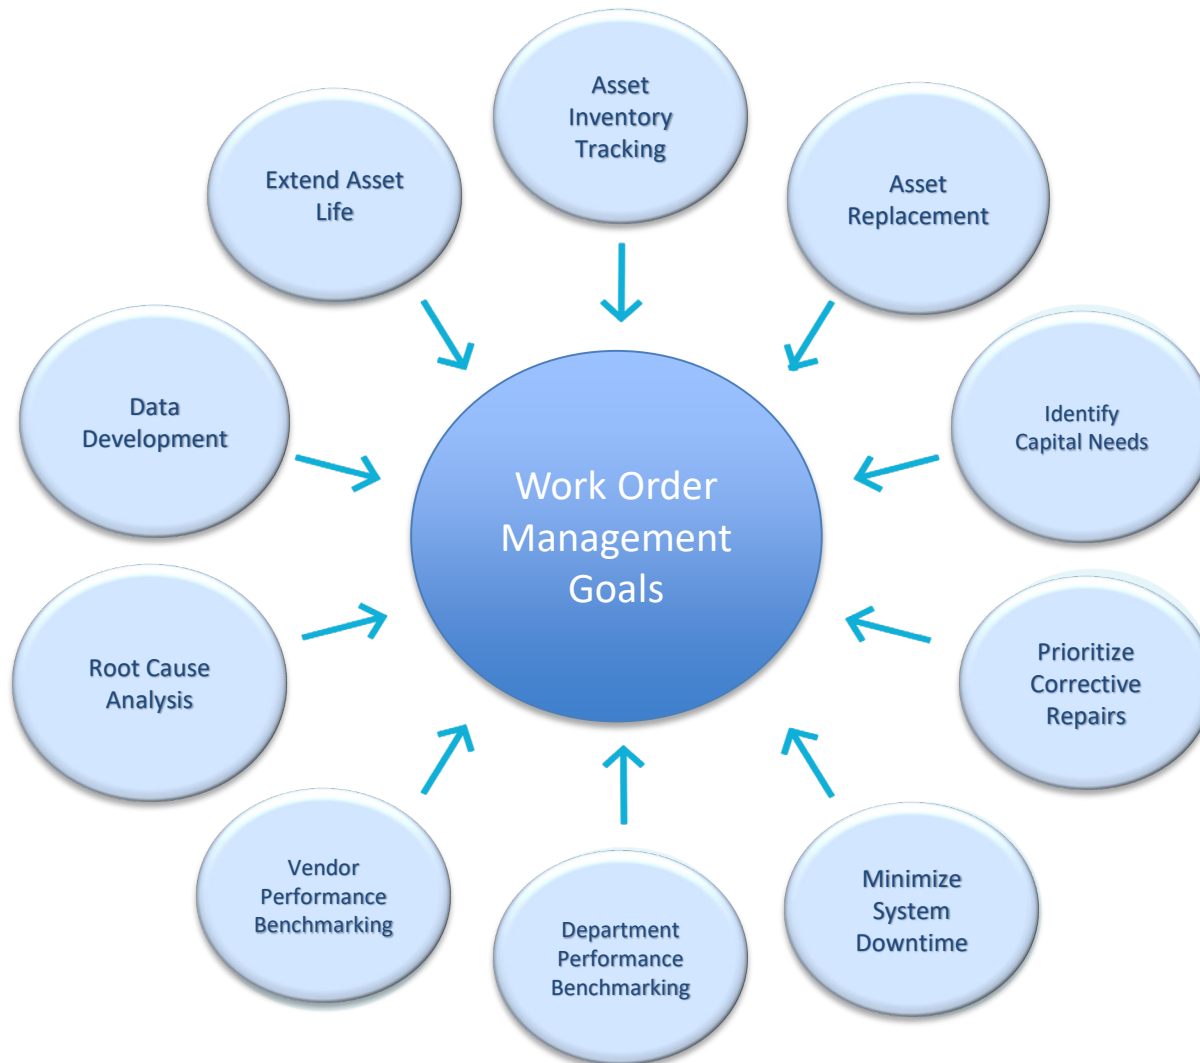 Asset
Inventory
Tracking
Asset
Replacement
Identify
Capital Needs
Prioritize
Corrective
Repairs
Minimize
System
Downtime
Department
Performance
Benchmarking
Vendor
Performance
Benchmarking
Root Cause
Analysis
Data
Development
Extend Asset
Life
Work Order
Management
Goals